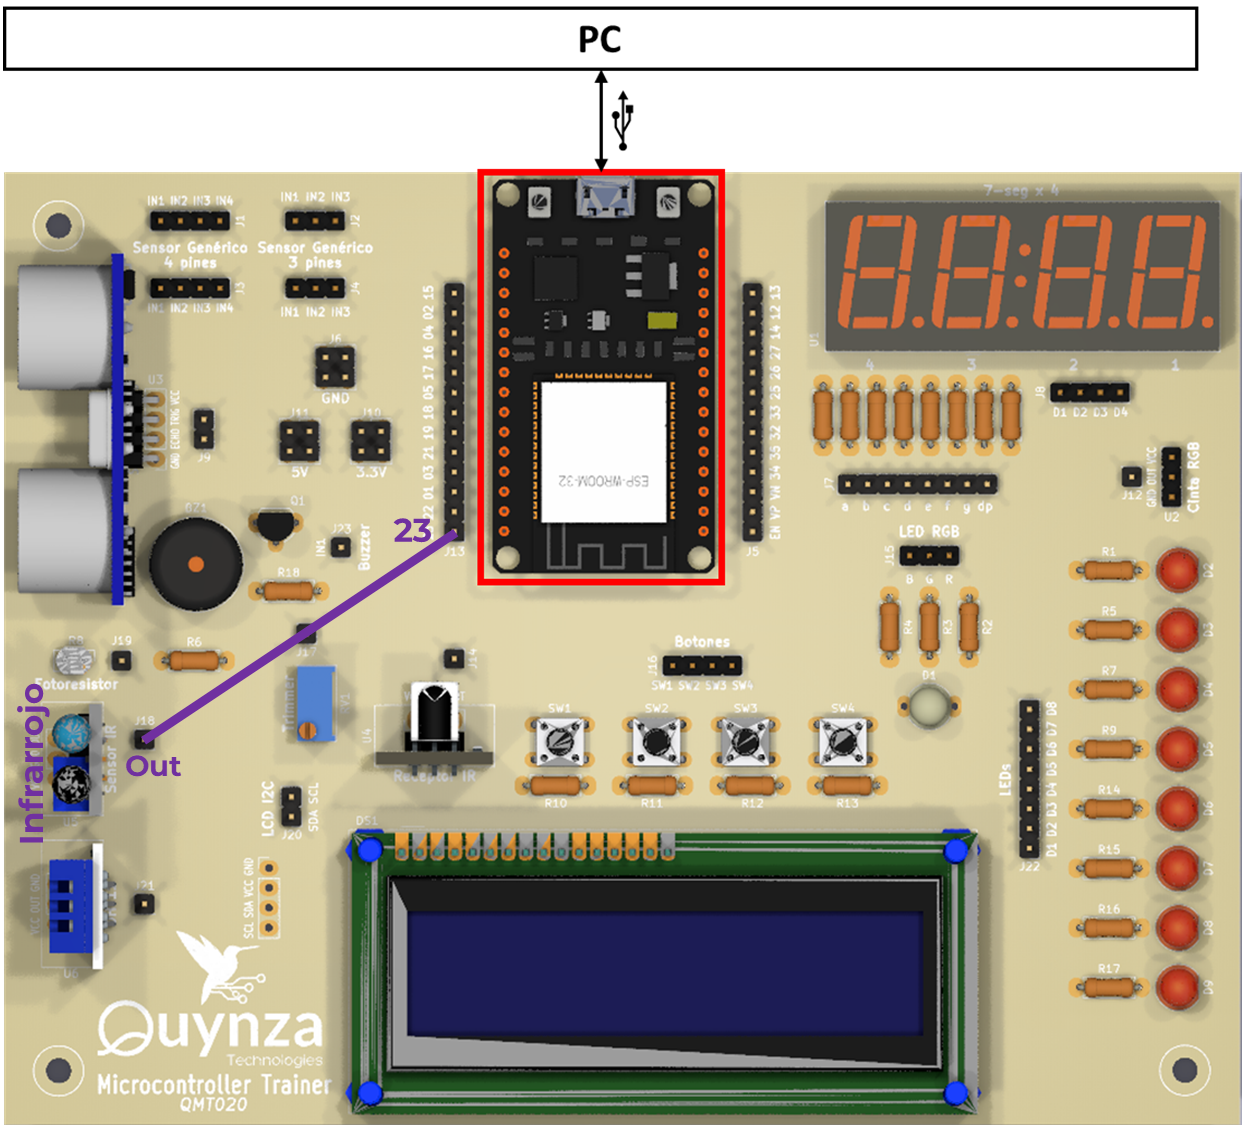 PC
7-seg x 4
IN1 IN2 IN3 IN4
J1
IN1 IN2 IN3
J2
Sensor Genérico
4 pines
Sensor Genérico
3 pines
J3
IN1 IN2 IN3 IN4
J4
IN1 IN2 IN3
J6
GND
J11
5V
J10
3.3V
U3
GND ECHO TRIG VCC
J9
22 01 03 21 19 18 05 17 16 04 02 15
23
J13
ESP-WROOM-32
EN VP VN 34 35 32 33 25 26 27 14 12 13
J5
U1
4 3 2 1
J8
D1 D2 D3 D4
J7
a b c d e f g dp
J12
GND OUT VCC
Cinta RGB
U2
LED RGB
J15
B G R
R4
R3
R2
D1
BZ1
Q1
J23
IN1
Buzzer
R18
R8
J19
R6
Fotoresistor
J17
Trimmer
J14
Infrarrojo
J18
Out
Sensor IR
U5
U4
Receptor IR
Botones
J16
SW1 SW2 SW3 SW4
SW1
SW2
SW3
SW4
R10
R11
R12
R13
R1
D2
R5
D3
R7
D4
R9
D5
R14
D6
R15
D7
R16
D8
R17
D9
LEDs
D1 D2 D3 D4 D5 D6 D7 D8
J22
LCD I2C
SDA SCL
J20
DS1
SCL SDA VCC GND
J21
VCC OUT GND
U6
Quynza
Technologies
Microcontroller Trainer
QMT020